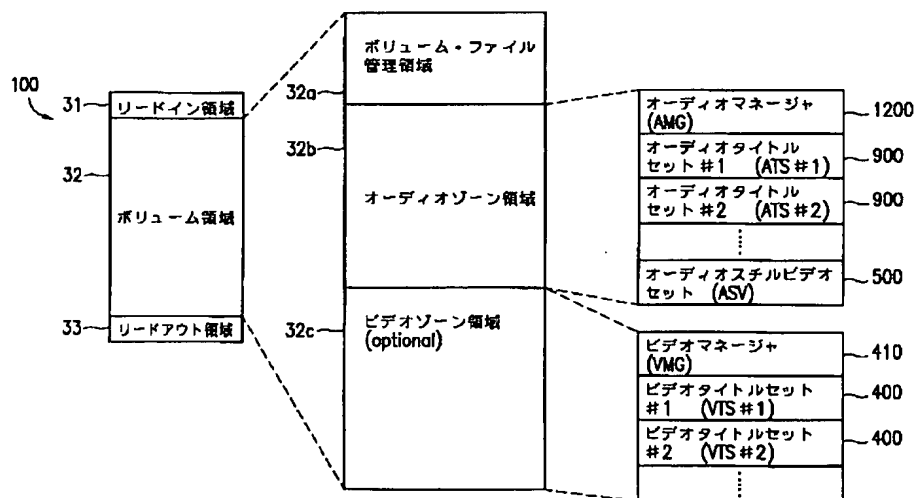 100
31
リードイン領域
32
ボリューム領域
33
リードアウト領域
ボリューム・ファイル
管理領域
32a
32b
オーディオゾーン領域
32c
ビデオゾーン領域
(optional)
オーディオマネージャ
(AMG)
1200
オーディオタイトル
セット#1 (ATS#1)
900
オーディオタイトル
セット#2 (ATS#2)
900
オーディオスチルビデオ
セット (ASV)
500
ビデオマネージャ
(VMG)
410
ビデオタイトルセット
#1 (VTS#1)
400
ビデオタイトルセット
#2 (VTS#2)
400